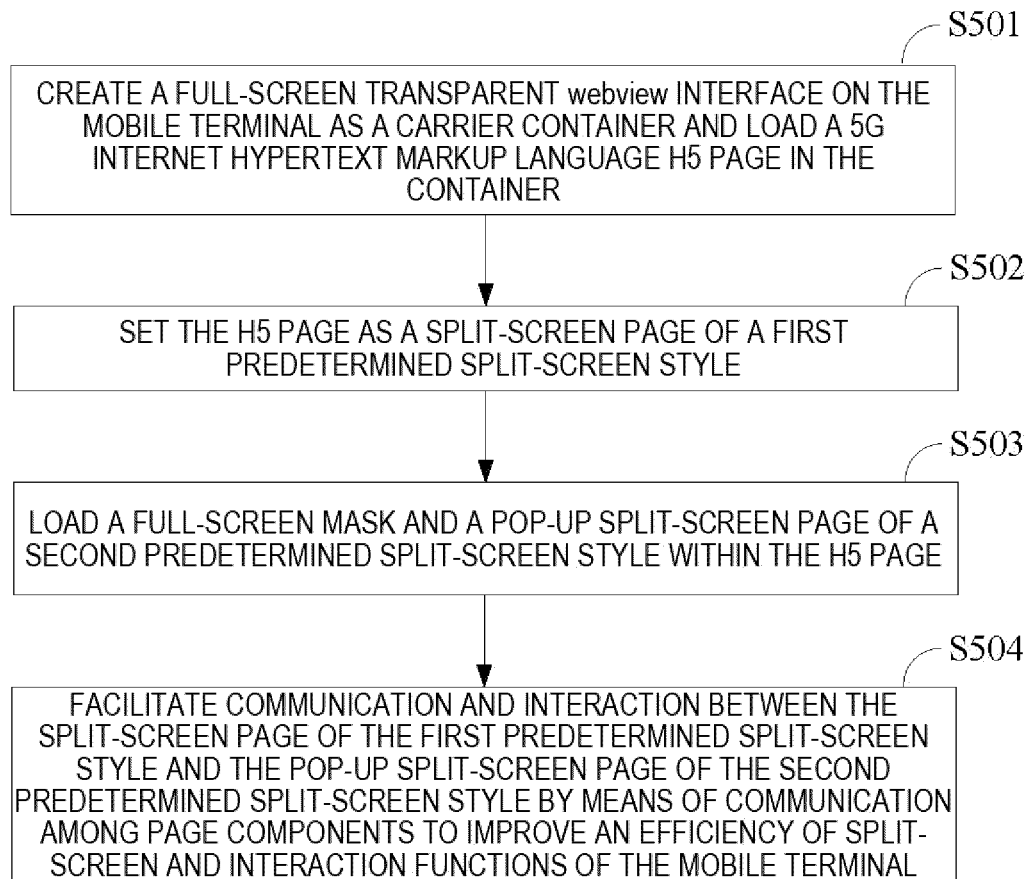 S501
CREATE A FULL-SCREEN TRANSPARENT webview INTERFACE ON THE
MOBILE TERMINAL AS A CARRIER CONTAINER AND LOAD A 5G
INTERNET HYPERTEXT MARKUP LANGUAGE H5 PAGE IN THE
CONTAINER
S502
SET THE H5 PAGE AS A SPLIT-SCREEN PAGE OF A FIRST
PREDETERMINED SPLIT-SCREEN STYLE
S503
LOAD A FULL-SCREEN MASK AND A POP-UP SPLIT-SCREEN PAGE OF A
SECOND PREDETERMINED SPLIT-SCREEN STYLE WITHIN THE H5 PAGE
S504
FACILITATE COMMUNICATION AND INTERACTION BETWEEN THE
SPLIT-SCREEN PAGE OF THE FIRST PREDETERMINED SPLIT-SCREEN
STYLE AND THE POP-UP SPLIT-SCREEN PAGE OF THE SECOND
PREDETERMINED SPLIT-SCREEN STYLE BY MEANS OF COMMUNICATION
AMONG PAGE COMPONENTS TO IMPROVE AN EFFICIENCY OF SPLIT-
SCREEN AND INTERACTION FUNCTIONS OF THE MOBILE TERMINAL